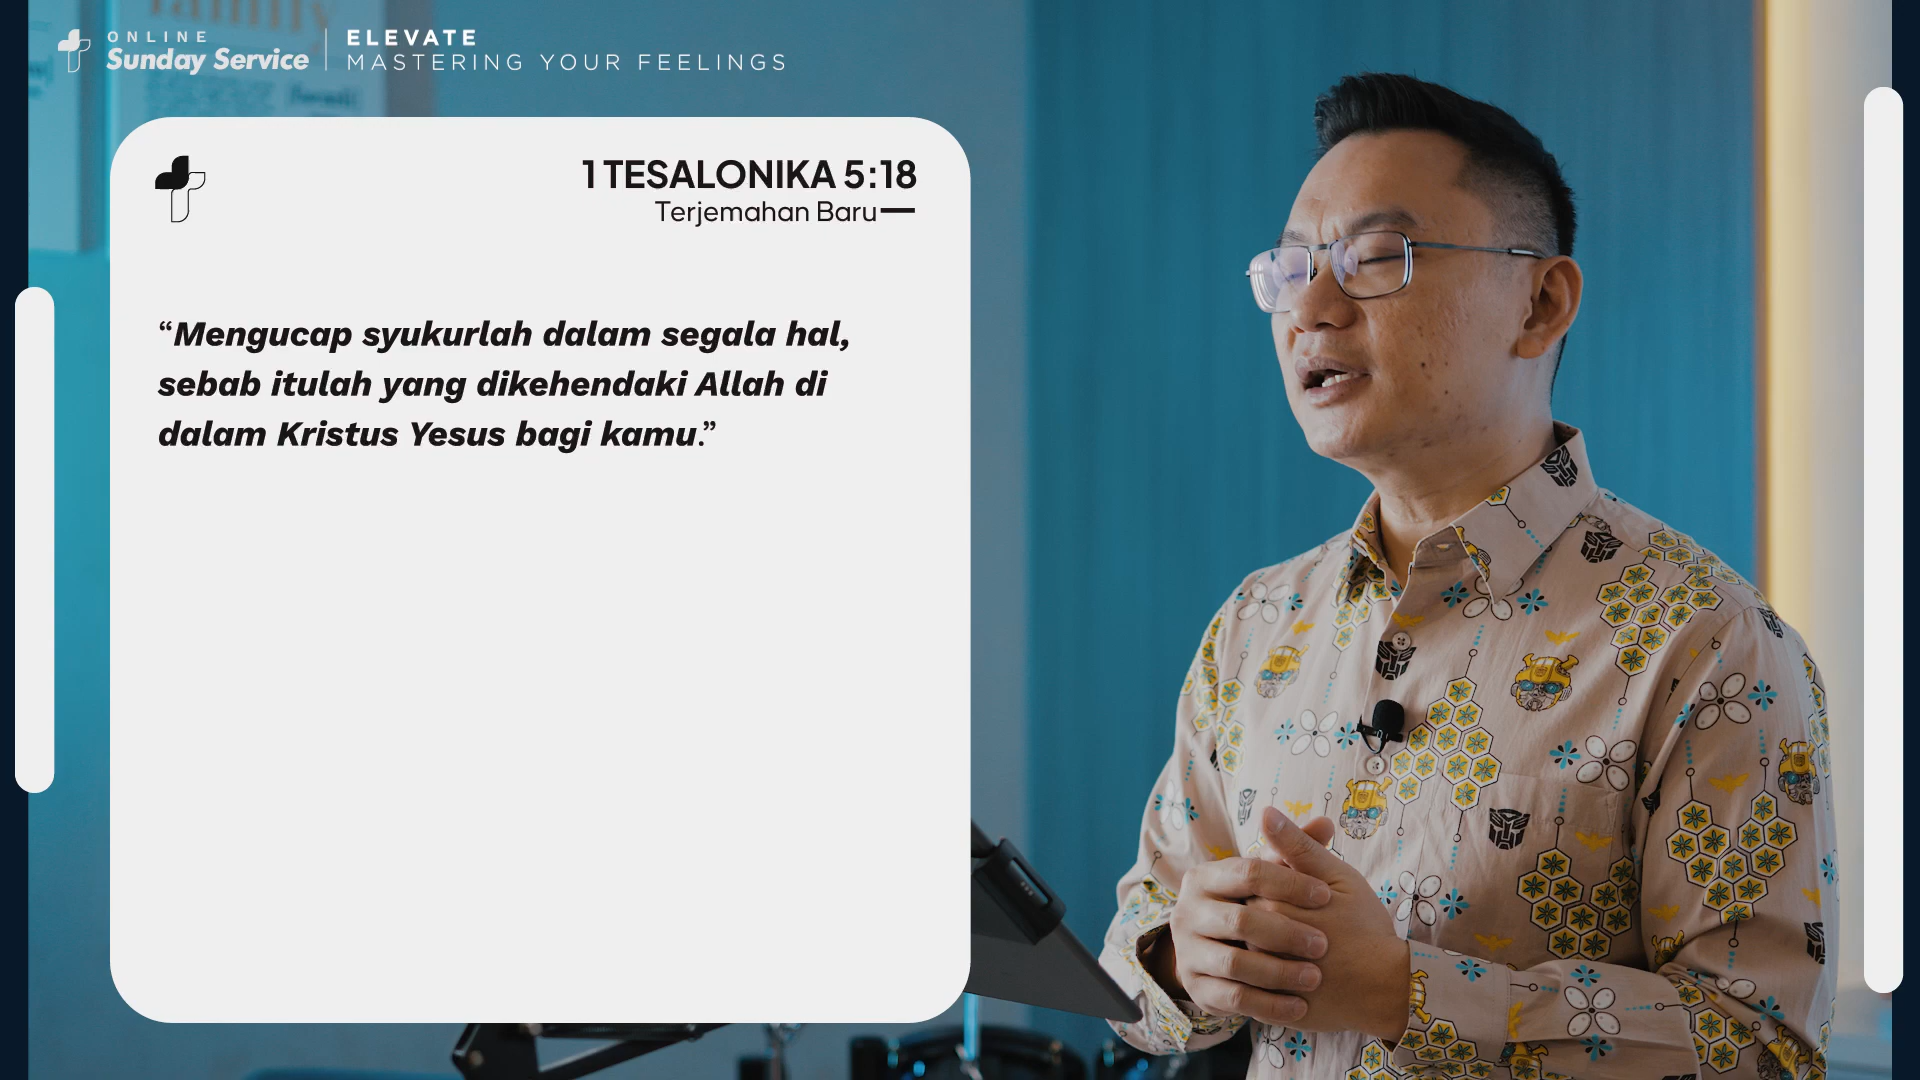 ONLINE
Sunday Service
ELEVATE
MASTERING YOUR FEELINGS
family
1 TESALONIKA 5:18
Terjemahan Baru
“Mengucap syukurlah dalam segala hal,
sebab itulah yang dikehendaki Allah di
dalam Kristus Yesus bagi kamu.”